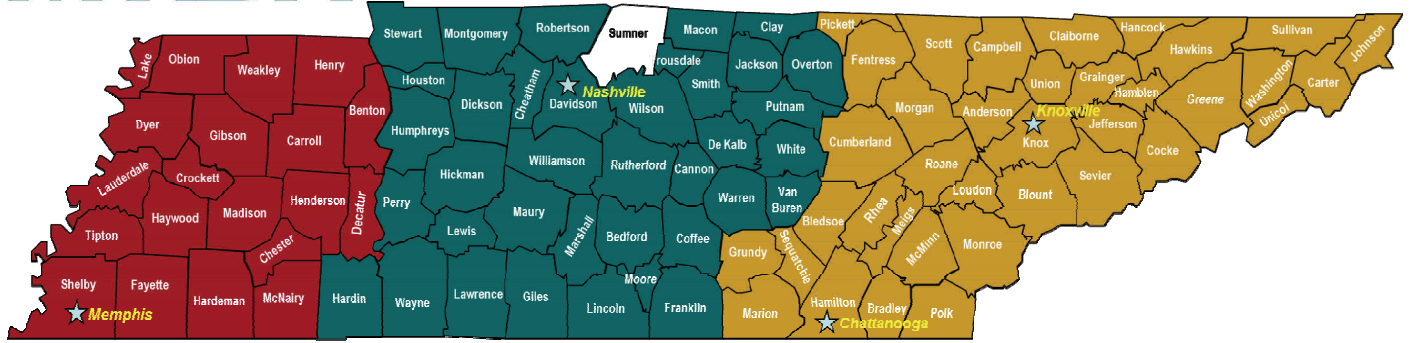 Lake
Obion
Weakley
Henry
Benton
Dyer
Gibson
Carroll
Lauderdale
Crockett
Haywood
Madison
Henderson
Decatur
Tipton
Chester
Shelby
Fayette
Hardeman
McNairy
Memphis
Stewart
Montgomery
Robertson
Sumner
Macon
Clay
rousdale
Houston
Dickson
Cheatham
Nashville
Davidson
Wilson
Smith
Jackson
Overton
Putnam
Humphreys
Williamson
Rutherford
Cannon
De Kalb
White
Hickman
Perry
Lewis
Maury
Marshall
Bedford
Coffee
Warren
Van
Buren
Moore
Hardin
Wayne
Lawrence
Giles
Lincoln
Franklin
Pickett
Fentress
Scott
Campbell
Claiborne
Hancock
Hawkins
Sullivan
Johnson
Union
Grainger
Hamblen
Greene
Washington
Carter
Unicoi
Morgan
Anderson
Knoxville
Knox
Jefferson
Cocke
Cumberland
Roane
Loudon
Blount
Sevier
Bledsoe
Rhea
Meigs
McMinn
Monroe
Grundy
Sequatchie
Marion
Hamilton
Bradley
Polk
Chattanooga